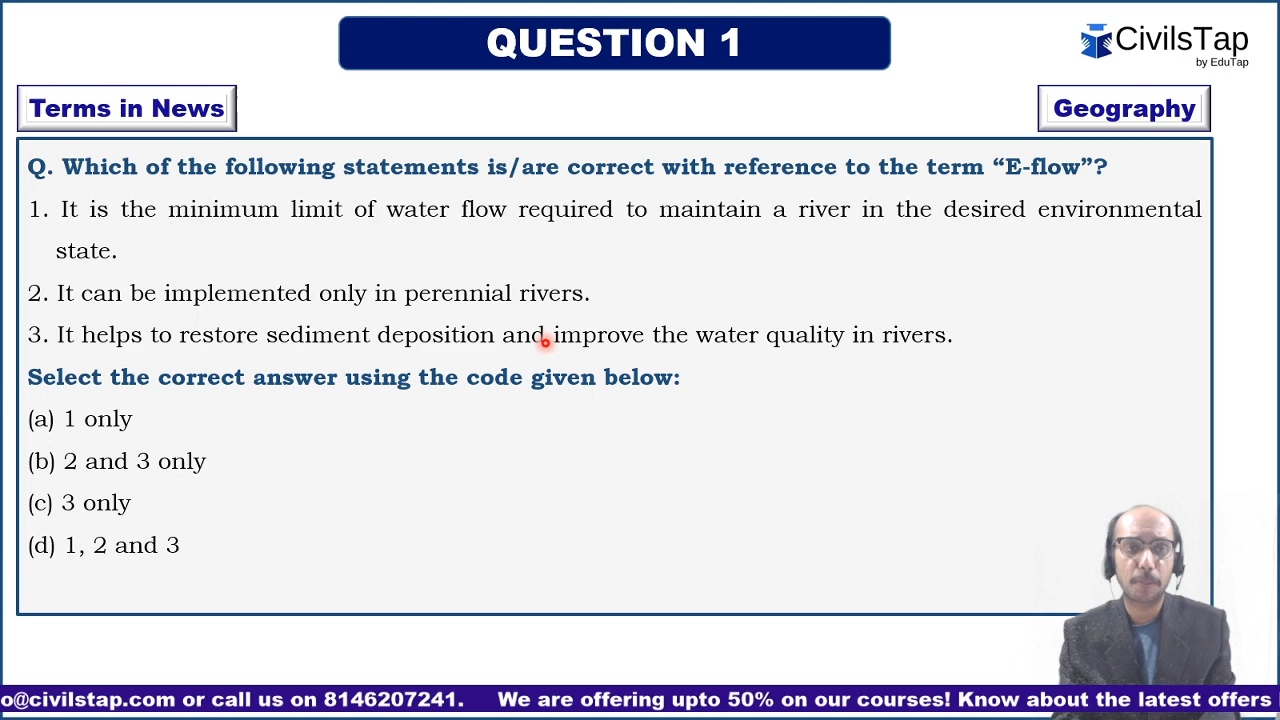 QUESTION 1
CivilsTap
by EduTap
Terms in News
Geography
Q. Which of the following statements is/are correct with reference to the term “E-flow”?
1. It is the minimum limit of water flow required to maintain a river in the desired environmental
state.
2. It can be implemented only in perennial rivers.
3. It helps to restore sediment deposition and improve the water quality in rivers.
Select the correct answer using the code given below:
(a) 1 only
(b) 2 and 3 only
(c) 3 only
(d) 1, 2 and 3
o@civilstap.com or call us on 8146207241. We are offering upto 50% on our courses! Know about the latest offers